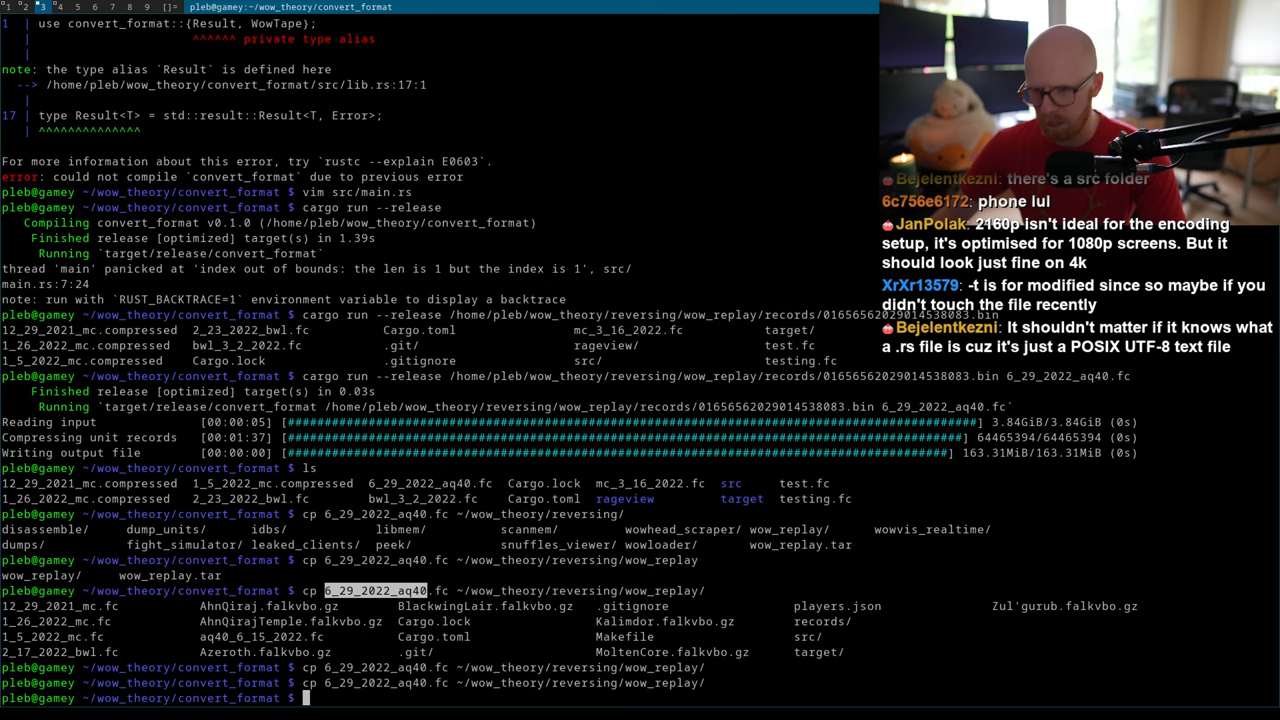 1 2 3 4 5 6 7 8 9 []= pleb@gamey:~/wow_theory/convert_format
1 | use convert_format::{Result, WowTape};
| ^^^^^^ private type alias
|
note: the type alias `Result` is defined here
--> /home/pleb/wow_theory/convert_format/src/lib.rs:17:1
|
17 | type Result<T> = std::result::Result<T, Error>;
| ^^^^^^^^^^^^^^
For more information about this error, try `rustc --explain E0603`.
error: could not compile `convert_format` due to previous error
pleb@gamey ~/wow_theory/convert_format $ vim src/main.rs
pleb@gamey ~/wow_theory/convert_format $ cargo run --release
Compiling convert_format v0.1.0 (/home/pleb/wow_theory/convert_format)
Finished release [optimized] target(s) in 1.39s
Running `target/release/convert_format`
thread 'main' panicked at 'index out of bounds: the len is 1 but the index is 1', src/
main.rs:7:24
note: run with `RUST_BACKTRACE=1` environment variable to display a backtrace
pleb@gamey ~/wow_theory/convert_format $ cargo run --release /home/pleb/wow_theory/reversing/wow_replay/records/01656562029014538083.bin
12_29_2021_mc.compressed 2_23_2022_bwl.fc Cargo.toml mc_3_16_2022.fc target/
1_26_2022_mc.compressed bwl_3_2_2022.fc .git/ rageview/ test.fc
1_5_2022_mc.compressed Cargo.lock .gitignore src/ testing.fc
pleb@gamey ~/wow_theory/convert_format $ cargo run --release /home/pleb/wow_theory/reversing/wow_replay/records/01656562029014538083.bin 6_29_2022_aq40.fc
Finished release [optimized] target(s) in 0.03s
Running `target/release/convert_format /home/pleb/wow_theory/reversing/wow_replay/records/01656562029014538083.bin 6_29_2022_aq40.fc`
Reading input [00:00:05] [################################################################################################] 3.84GiB/3.84GiB (0s)
Compressing unit records [00:01:37] [##############################################################################################] 64465394/64465394 (0s)
Writing output file [00:00:00] [############################################################################################] 163.31MiB/163.31MiB (0s)
pleb@gamey ~/wow_theory/convert_format $ ls
12_29_2021_mc.compressed 1_5_2022_mc.compressed 6_29_2022_aq40.fc Cargo.lock mc_3_16_2022.fc src test.fc
1_26_2022_mc.compressed 2_23_2022_bwl.fc bwl_3_2_2022.fc Cargo.toml rageview target testing.fc
pleb@gamey ~/wow_theory/convert_format $ cp 6_29_2022_aq40.fc ~/wow_theory/reversing/
disassemble/ dump_units/ idbs/ libmem/ scanmem/ wowhead_scraper/ wow_replay/ wowvis_realtime/
dumps/ fight_simulator/ leaked_clients/ peek/ snuffles_viewer/ wowloader/ wow_replay.tar
pleb@gamey ~/wow_theory/convert_format $ cp 6_29_2022_aq40.fc ~/wow_theory/reversing/wow_replay
wow_replay/ wow_replay.tar
pleb@gamey ~/wow_theory/convert_format $ cp 6_29_2022_aq40.fc ~/wow_theory/reversing/wow_replay/
12_29_2021_mc.fc AhnQiraj.falkvbo.gz BlackwingLair.falkvbo.gz .gitignore players.json Zul'gurub.falkvbo.gz
1_26_2022_mc.fc AhnQirajTemple.falkvbo.gz Cargo.lock Kalimdor.falkvbo.gz records/
1_5_2022_mc.fc aq40_6_15_2022.fc Cargo.toml Makefile src/
2_17_2022_bwl.fc Azeroth.falkvbo.gz .git/ MoltenCore.falkvbo.gz target/
pleb@gamey ~/wow_theory/convert_format $ cp 6_29_2022_aq40.fc ~/wow_theory/reversing/wow_replay/
pleb@gamey ~/wow_theory/convert_format $ cp 6_29_2022_aq40.fc ~/wow_theory/reversing/wow_replay/
pleb@gamey ~/wow_theory/convert_format $
Bejelentkezni: there's a src folder
6c756e6172: phone lul
JanPolak: 2160p isn't ideal for the encoding
setup, it's optimised for 1080p screens. But it
should look just fine on 4k
XrXr13579: -t is for modified since so maybe if you
didn't touch the file recently
Bejelentkezni: It shouldn't matter if it knows what
a .rs file is cuz it's just a POSIX UTF-8 text file